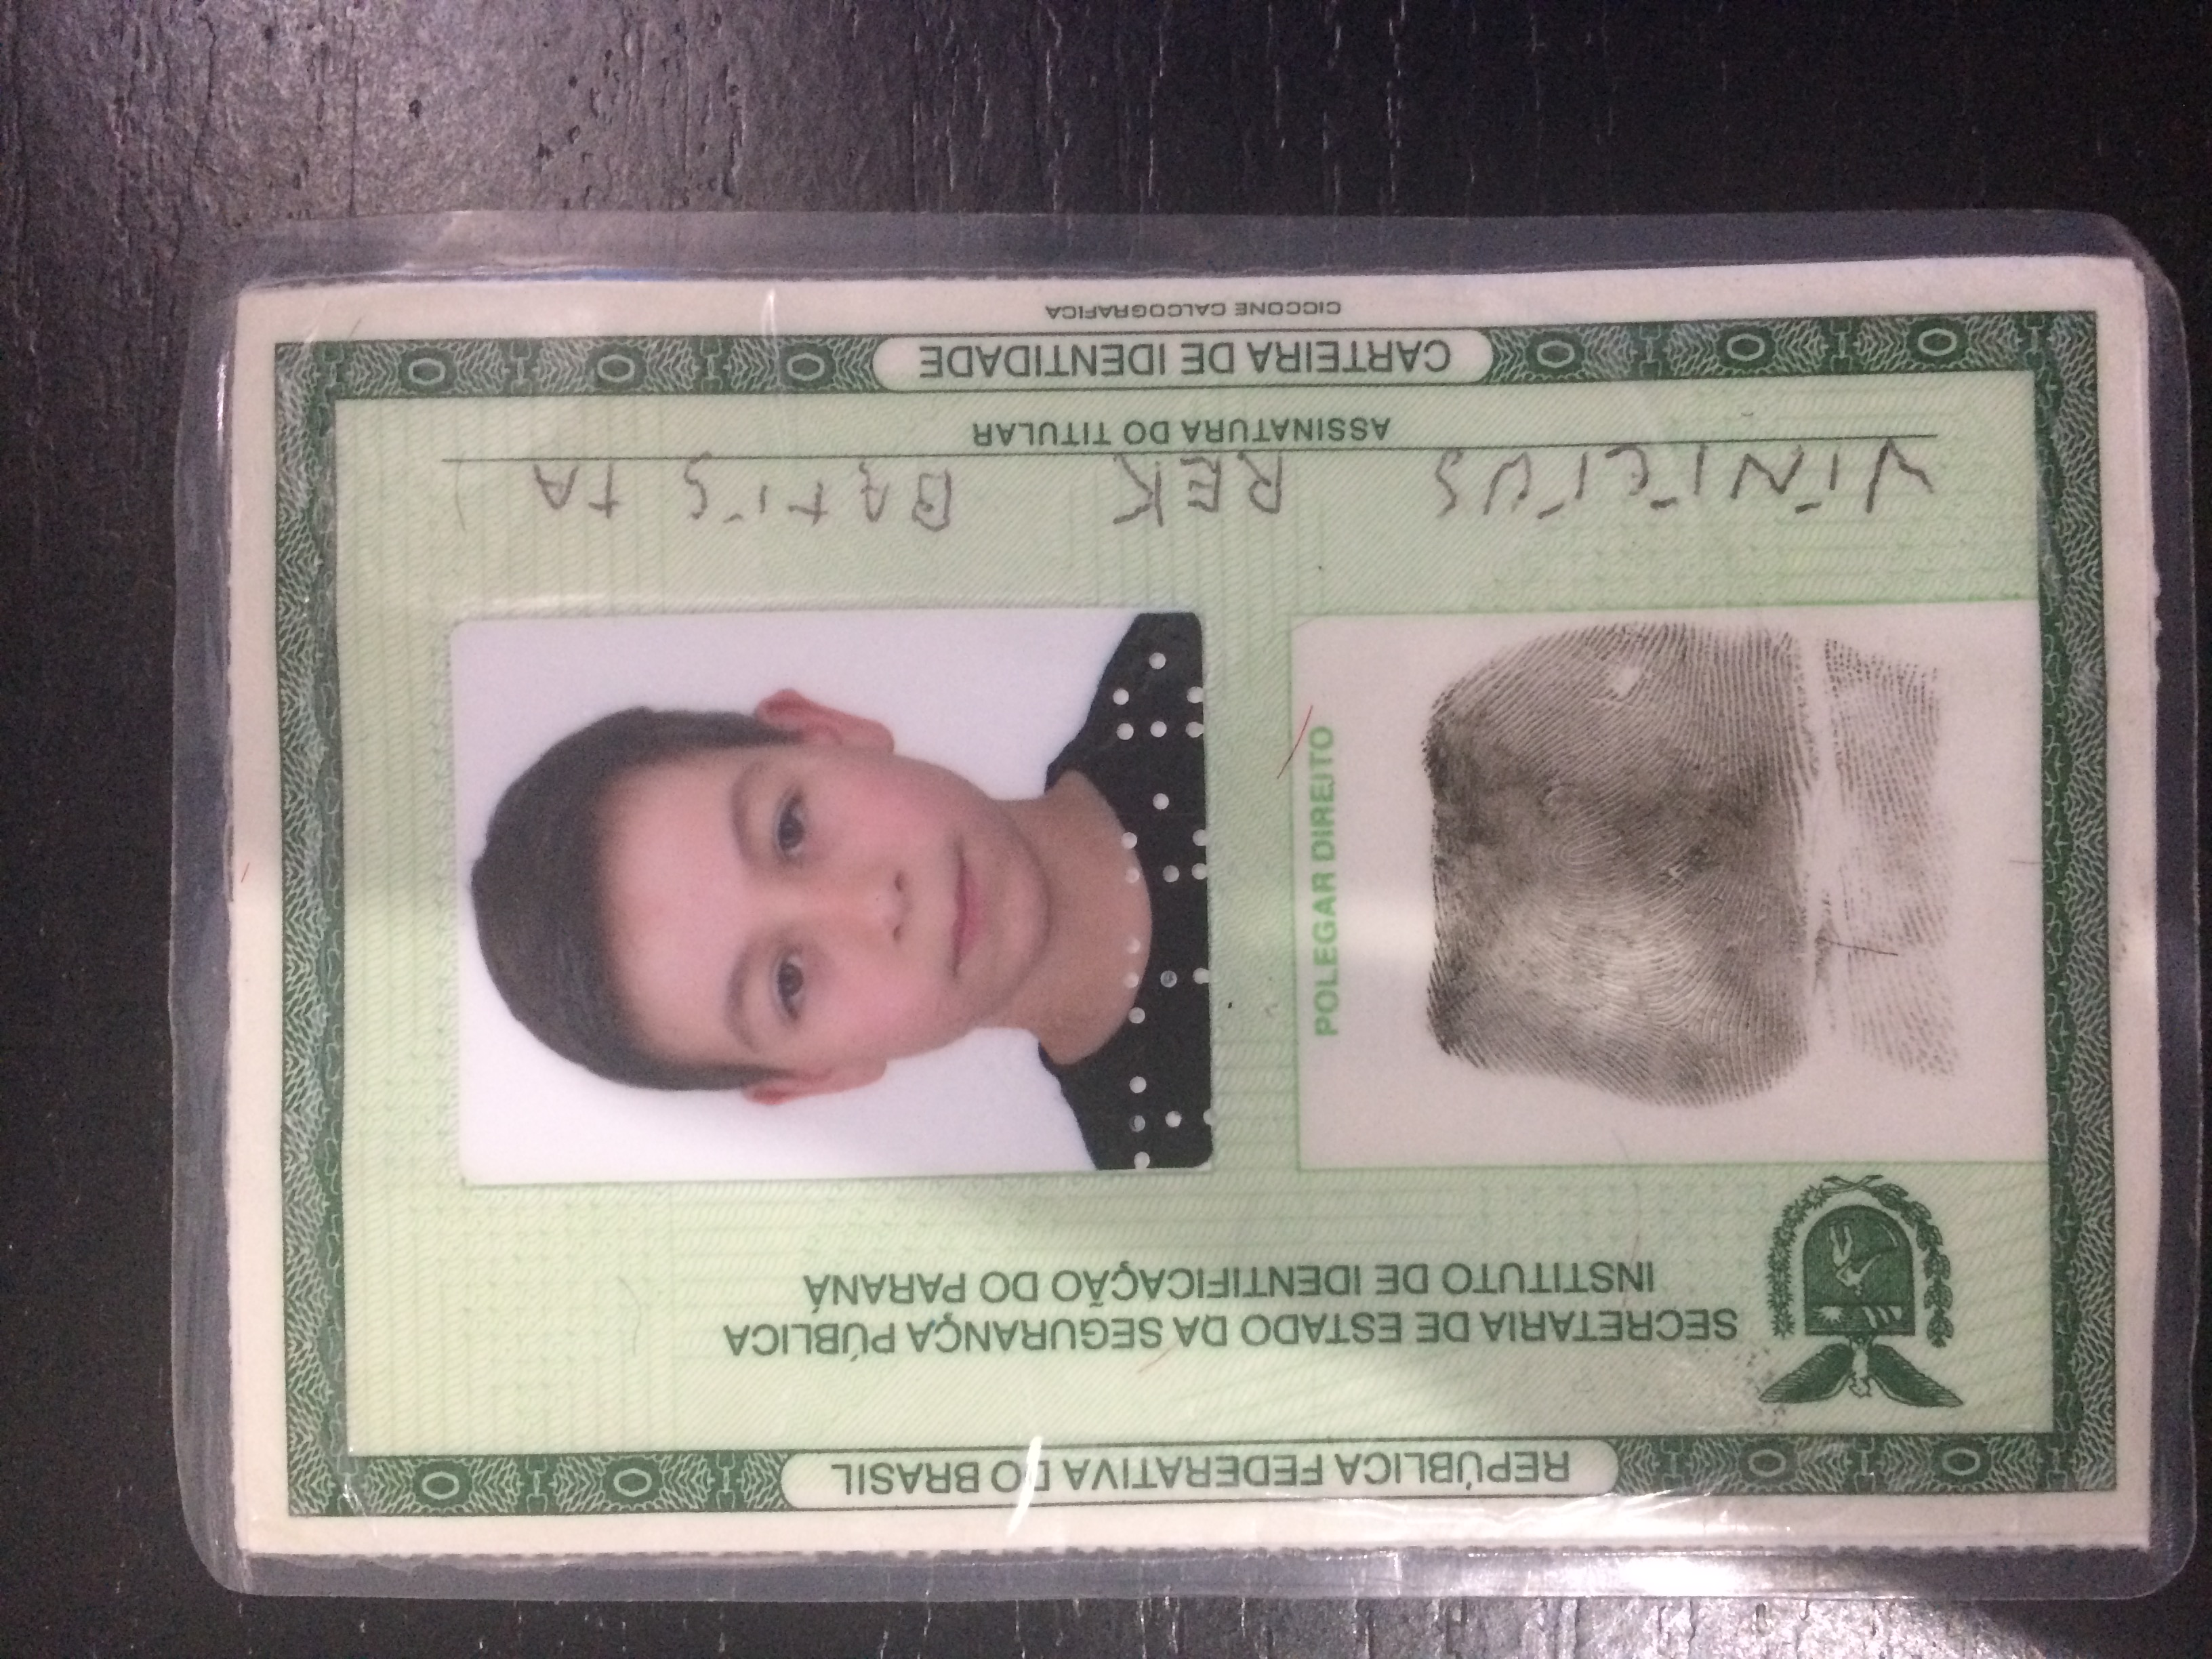 REPÚBLICA FEDERATIVA DO BRASIL
SECRETARIA DE ESTADO DA SEGURANÇA PÚBLICA
INSTITUTO DE IDENTIFICAÇÃO DO PARANÁ
POLEGAR DIREITO
VINICIUS REK BATISTA
ASSINATURA DO TITULAR
CARTEIRA DE IDENTIDADE
CICCONE CALCOGRAFICA